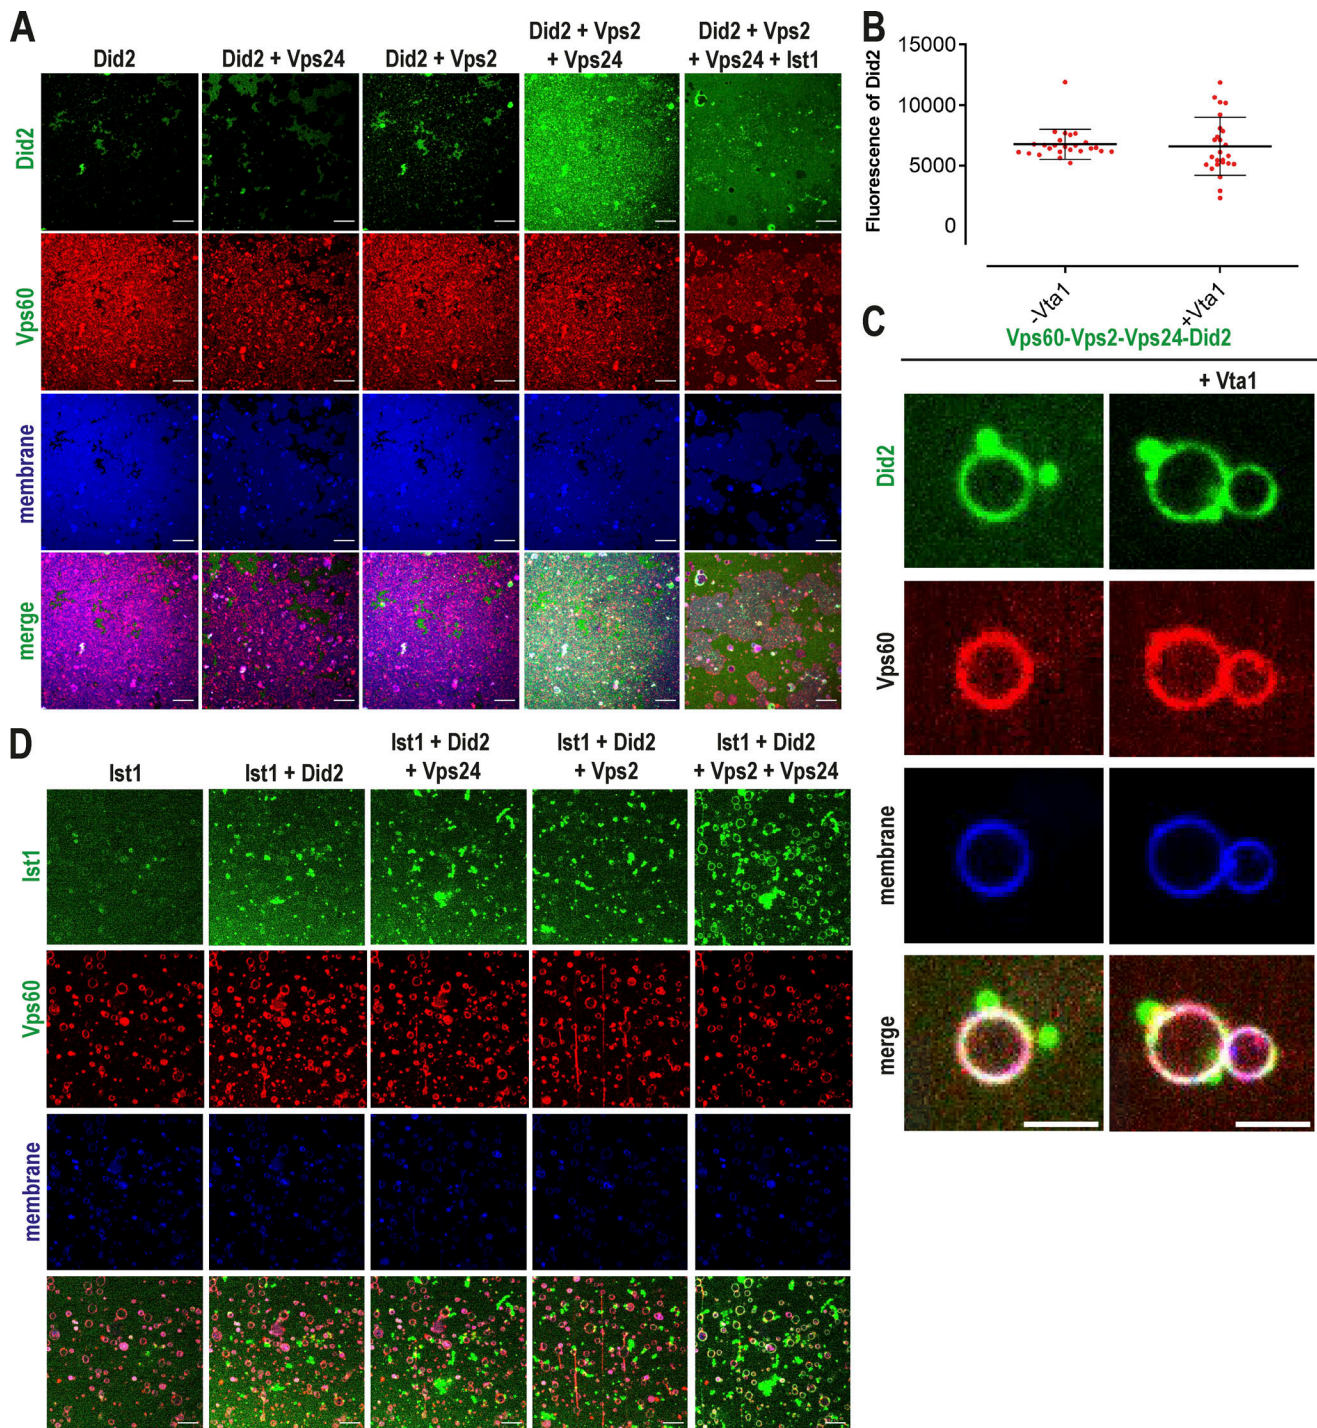 A
Did2
Did2 + Vps24
Did2 + Vps2
Did2 + Vps2
+ Vps24
Did2 + Vps2
+ Vps24 + Ist1
Did2
Vps60
membrane
merge
B
Fluorescence of Did2
15000
10000
5000
0
-Vta1
+Vta1
C
Vps60-Vps2-Vps24-Did2
+ Vta1
Did2
Vps60
membrane
merge
D
Ist1
Ist1 + Did2
Ist1 + Did2
+ Vps24
Ist1 + Did2
+ Vps2
Ist1 + Did2
+ Vps2 + Vps24
Ist1
Vps60
membrane